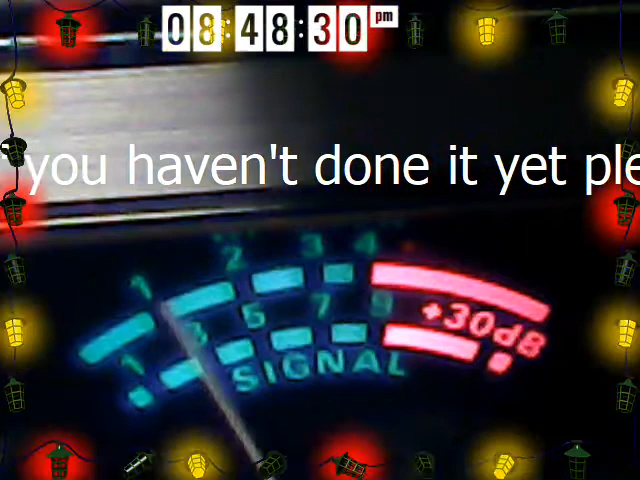 08:48:30 pm
you haven't done it yet ple
1 2 3 4
1 3 5 7 9 +30dB
SIGNAL